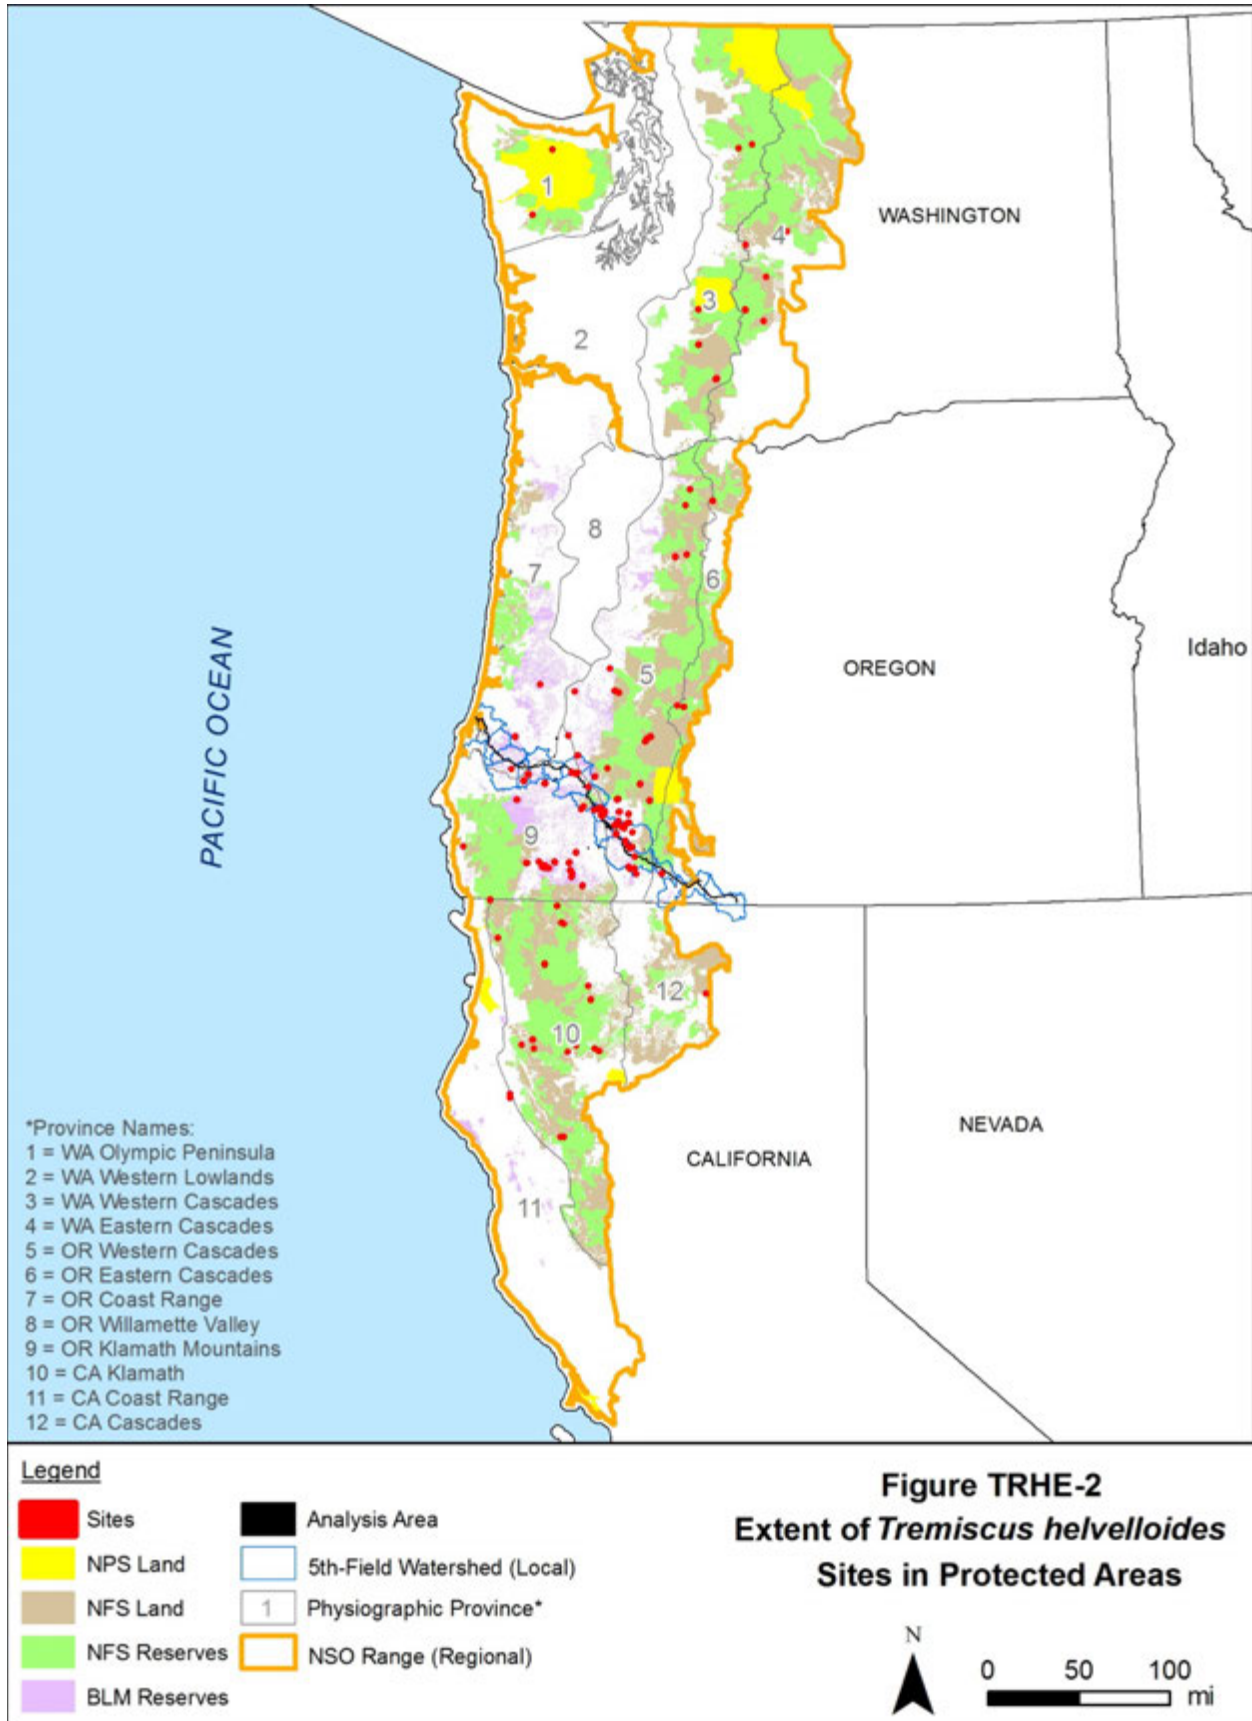 WASHINGTON
1
4
3
2
8
7
6
5
OREGON
Idaho
PACIFIC OCEAN
9
12
10
11
CALIFORNIA
NEVADA
*Province Names:
1 = WA Olympic Peninsula
2 = WA Western Lowlands
3 = WA Western Cascades
4 = WA Eastern Cascades
5 = OR Western Cascades
6 = OR Eastern Cascades
7 = OR Coast Range
8 = OR Willamette Valley
9 = OR Klamath Mountains
10 = CA Klamath
11 = CA Coast Range
12 = CA Cascades
Legend
Sites
NPS Land
NFS Land
NFS Reserves
BLM Reserves
Analysis Area
5th-Field Watershed (Local)
1 Physiographic Province*
NSO Range (Regional)
Figure TRHE-2
Extent of Tremiscus helvelloides
Sites in Protected Areas
N
0 50 100
mi